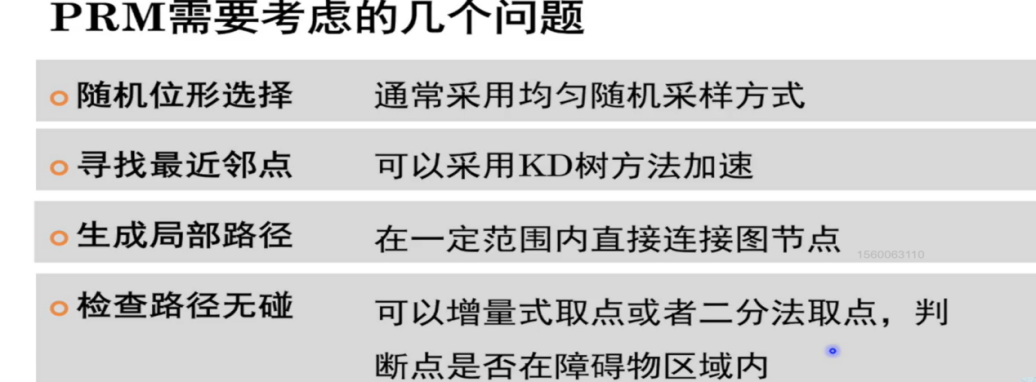 PRM需要考虑的几个问题
随机位形选择 通常采用均匀随机采样方式
寻找最近邻点 可以采用KD树方法加速
生成局部路径 在一定范围内直接连接图节点
1560063110
检查路径无碰 可以增量式取点或者二分法取点，判
断点是否在障碍物区域内